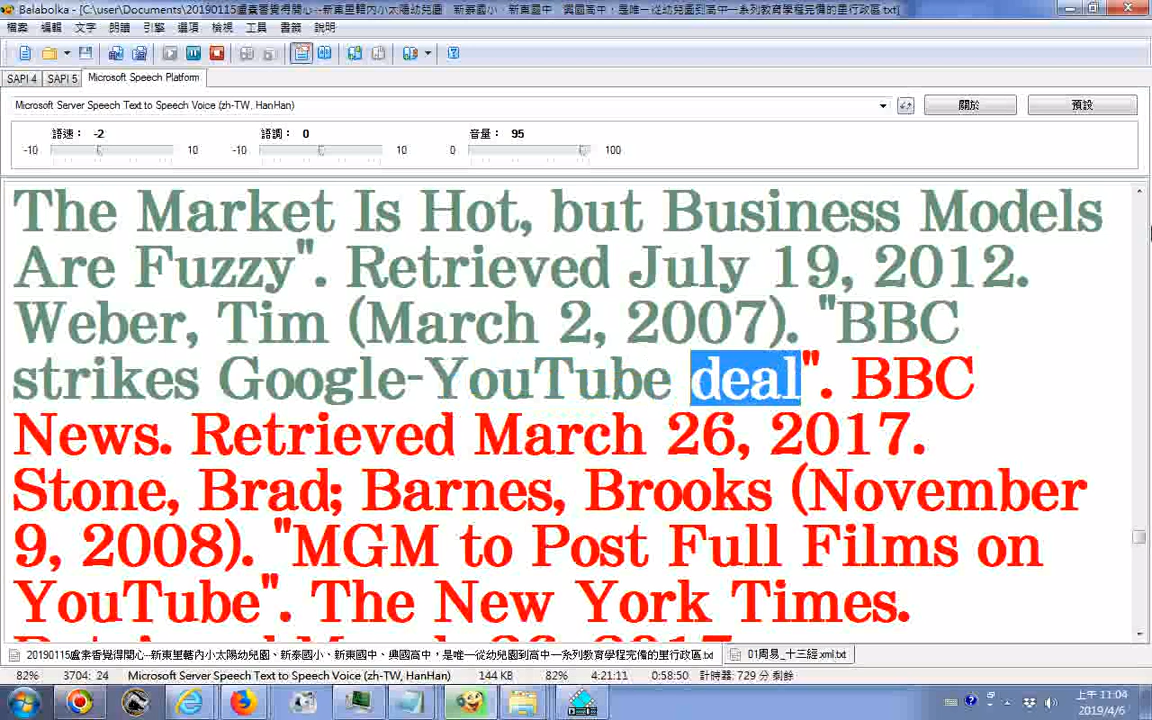 Balabolka - [C:\user\Documents\20190115盧素香覺得開心--新東里轄內小太陽幼兒園、新泰國小、新東國中、興國高中，是唯一從幼兒園到高中一系列教育學程完備的里行政區.txt]
檔案 編輯 文字 朗讀 引擎 選項 檢視 工具 書籤 說明
SAPI 4 SAPI 5 Microsoft Speech Platform
Microsoft Server Speech Text to Speech Voice (zh-TW, HanHan) 關於 預設
語速： -2 語調： 0 音量： 95
-10 10 -10 10 0 100
The Market Is Hot, but Business Models
Are Fuzzy". Retrieved July 19, 2012.
Weber, Tim (March 2, 2007). "BBC
strikes Google-YouTube deal". BBC
News. Retrieved March 26, 2017.
Stone, Brad; Barnes, Brooks (November
9, 2008). "MGM to Post Full Films on
YouTube". The New York Times.
Retrieved March 26, 2017.
20190115盧素香覺得開心--新東里轄內小太陽幼兒園、新泰國小、新東國中、興國高中，是唯一從幼兒園到高中一系列教育學程完備的里行政區.txt 01周易_十三經.xml.txt
82% 3704: 24 Microsoft Server Speech Text to Speech Voice (zh-TW, HanHan) 144 KB 82% 4:21:11 0:58:50 計時器: 729 分 剩餘
上午 11:04
2019/4/6